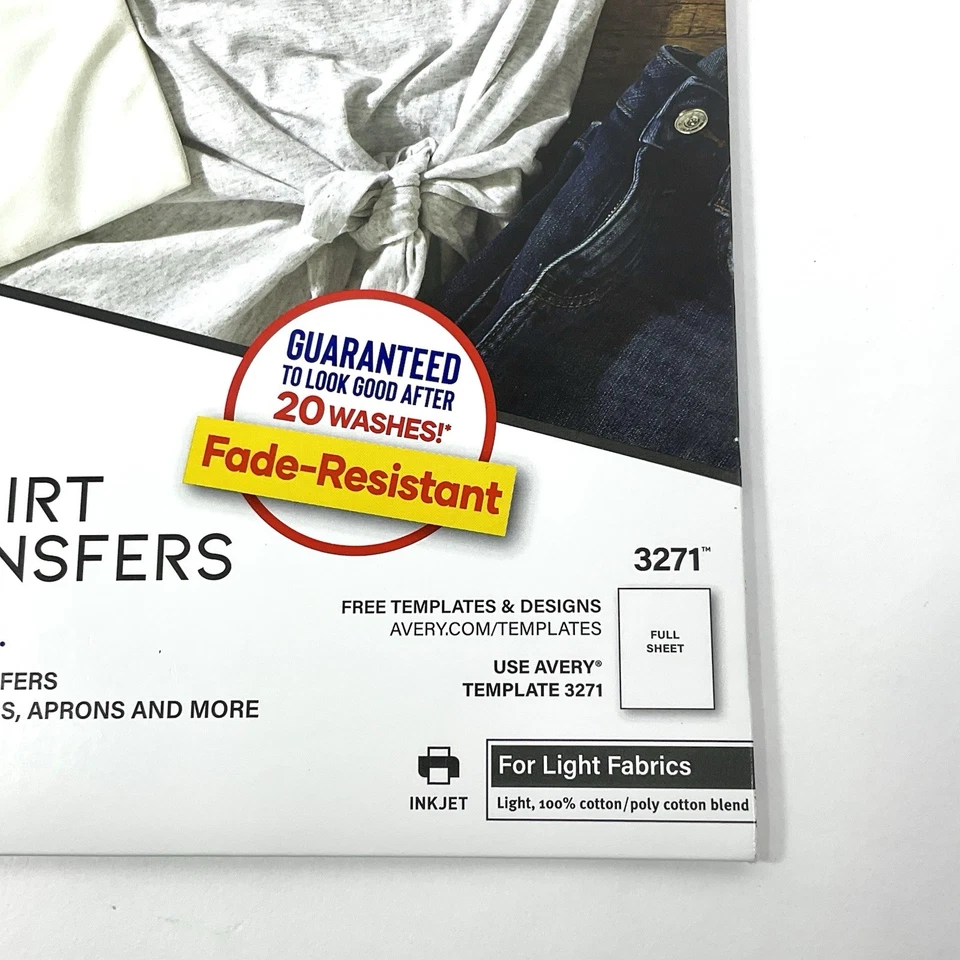 GUARANTEED
TO LOOK GOOD AFTER
20 WASHES!*
Fade-Resistant
IRT
NSFERS
.
FERS
S, APRONS AND MORE
3271™
FREE TEMPLATES & DESIGNS
AVERY.COM/TEMPLATES
USE AVERY®
TEMPLATE 3271
FULL
SHEET
INKJET
For Light Fabrics
Light, 100% cotton/poly cotton blend